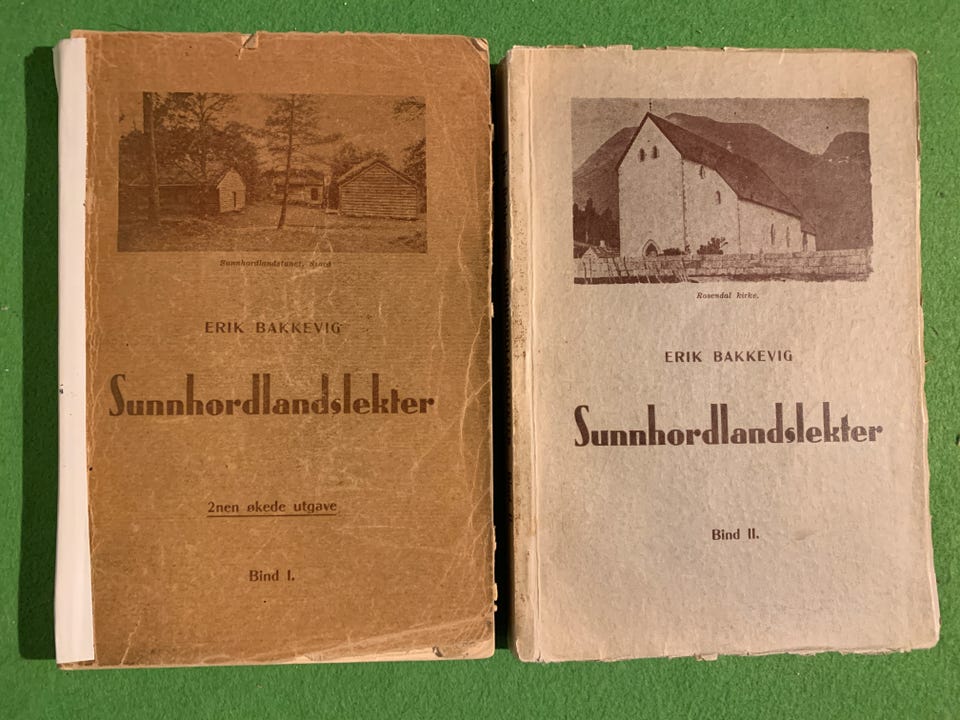 Sunnhordlandstunet, Stord
ERIK BAKKEVIG
Sunnhordlandslekter
2nen økede utgave
Bind I.
Rosendal kirke.
ERIK BAKKEVIG
Sunnhordlandslekter
Bind II.